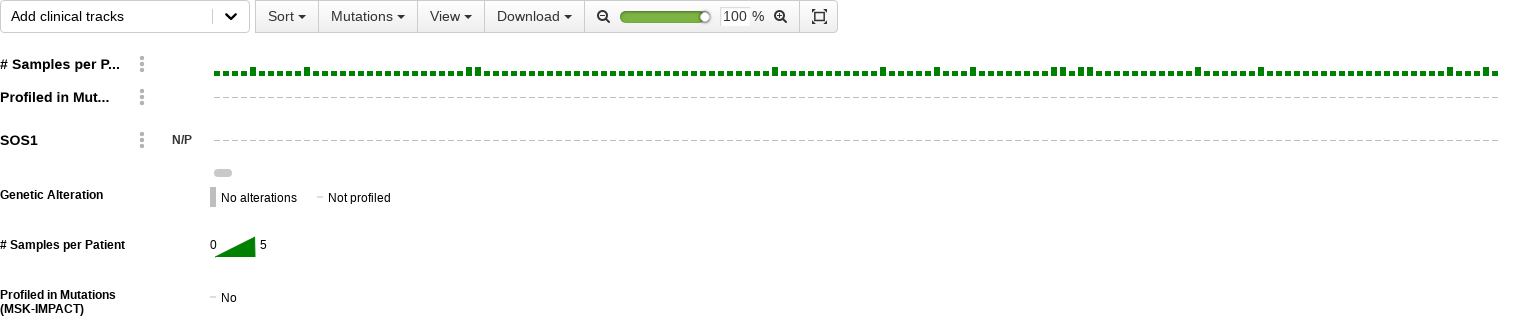 Add clinical tracks
Sort Mutations View Download 100 %
# Samples per P...
Profiled in Mut...
SOS1 N/P
Genetic Alteration No alterations Not profiled
# Samples per Patient 0 5
Profiled in Mutations
(MSK-IMPACT) No